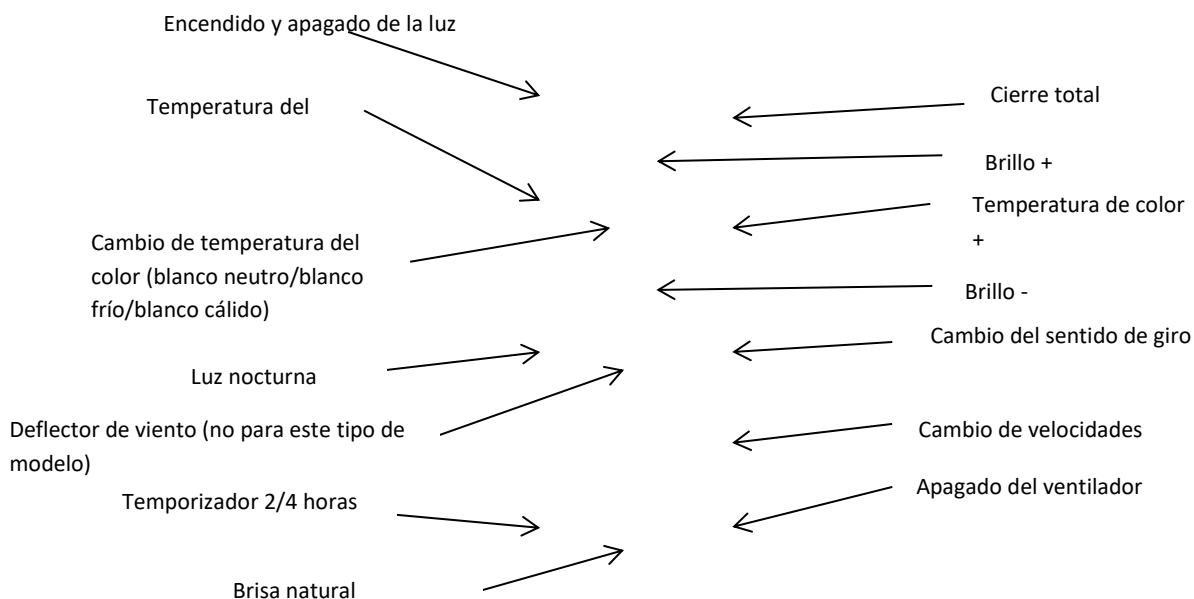 Encendido y apagado de la luz
Temperatura del
Cambio de temperatura del
color (blanco neutro/blanco
frío/blanco cálido)
Luz nocturna
Deflector de viento (no para este tipo de
modelo)
Temporizador 2/4 horas
Brisa natural
Cierre total
Brillo +
Temperatura de color
+
Brillo -
Cambio del sentido de giro
Cambio de velocidades
Apagado del ventilador